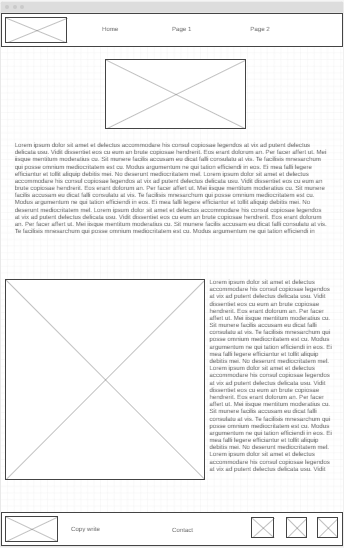 Home Page 1 Page 2
Lorem ipsum dolor sit amet id delectus accommodare his consul copiosae legendos at vix ad putent delectus
delicata usu. Vidit dissentiet eos cu eum an brute copiosae hendrerit. Eos erant dolorum an. Per facer affert ut. Mei
iisque mentitum moderatius cu. Sit munere facilis accusam eu dicat falli consulatu at vis. Te facilisis mnesarchum
qui posse omnium mediocritatem est cu. Modus argumentum ne qui tation efficiendi in eos. Ei mea falli legere
efficiantur et tollit aliquip debitis mei. No deserunt mediocritatem mel. Lorem ipsum dolor sit amet id delectus
accommodare his consul copiosae legendos at vix ad putent delectus delicata usu. Vidit dissentiet eos cu eum an
brute copiosae hendrerit. Eos erant dolorum an. Per facer affert ut. Mei iisque mentitum moderatius cu. Sit munere
facilis accusam eu dicat falli consulatu at vis. Te facilisis mnesarchum qui posse omnium mediocritatem est cu.
Modus argumentum ne qui tation efficiendi in eos. Ei mea falli legere efficiantur et tollit aliquip debitis mei. No
deserunt mediocritatem mel. Lorem ipsum dolor sit amet id delectus accommodare his consul copiosae legendos
at vix ad putent delectus delicata usu. Vidit dissentiet eos cu eum an brute copiosae hendrerit. Eos erant dolorum
an. Per facer affert ut. Mei iisque mentitum moderatius cu. Sit munere facilis accusam eu dicat falli consulatu at vis.
Te facilisis mnesarchum qui posse omnium mediocritatem est cu. Modus argumentum ne qui tation efficiendi in
Lorem ipsum dolor sit amet id delectus
accommodare his consul copiosae legendos
at vix ad putent delectus delicata usu. Vidit
dissentiet eos cu eum an brute copiosae
hendrerit. Eos erant dolorum an. Per facer
affert ut. Mei iisque mentitum moderatius cu.
Sit munere facilis accusam eu dicat falli
consulatu at vis. Te facilisis mnesarchum qui
posse omnium mediocritatem est cu. Modus
argumentum ne qui tation efficiendi in eos. Ei
mea falli legere efficiantur et tollit aliquip
debitis mei. No deserunt mediocritatem mel.
Lorem ipsum dolor sit amet id delectus
accommodare his consul copiosae legendos
at vix ad putent delectus delicata usu. Vidit
dissentiet eos cu eum an brute copiosae
hendrerit. Eos erant dolorum an. Per facer
affert ut. Mei iisque mentitum moderatius cu.
Sit munere facilis accusam eu dicat falli
consulatu at vis. Te facilisis mnesarchum qui
posse omnium mediocritatem est cu. Modus
argumentum ne qui tation efficiendi in eos. Ei
mea falli legere efficiantur et tollit aliquip
debitis mei. No deserunt mediocritatem mel.
Lorem ipsum dolor sit amet id delectus
accommodare his consul copiosae legendos
at vix ad putent delectus delicata usu. Vidit
Copy write Contact